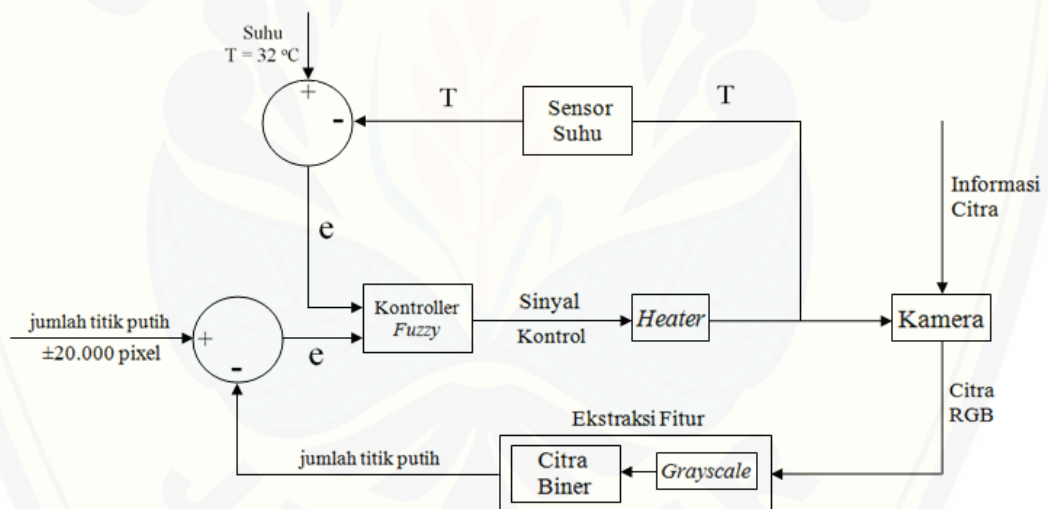 Suhu
T = 32 °C
+
-
T
Sensor
Suhu
T
Informasi
Citra
e
jumlah titik putih
±20.000 pixel
+
-
e
Kontroller
Fuzzy
Sinyal
Kontrol
Heater
Kamera
Citra
RGB
Ekstraksi Fitur
jumlah titik putih
Citra
Biner
Grayscale